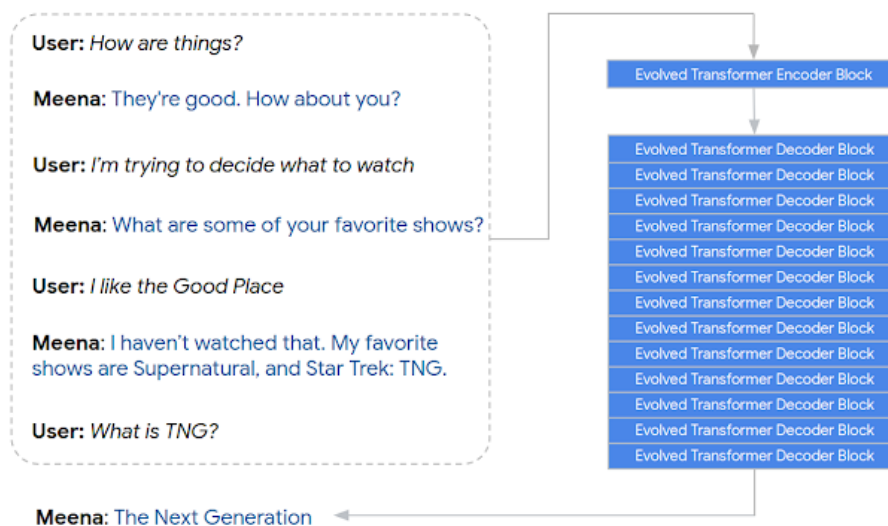 User: How are things?
Meena: They're good. How about you?
User: I'm trying to decide what to watch
Meena: What are some of your favorite shows?
User: I like the Good Place
Meena: I haven't watched that. My favorite
shows are Supernatural, and Star Trek: TNG.
User: What is TNG?
Meena: The Next Generation
Evolved Transformer Encoder Block
Evolved Transformer Decoder Block
Evolved Transformer Decoder Block
Evolved Transformer Decoder Block
Evolved Transformer Decoder Block
Evolved Transformer Decoder Block
Evolved Transformer Decoder Block
Evolved Transformer Decoder Block
Evolved Transformer Decoder Block
Evolved Transformer Decoder Block
Evolved Transformer Decoder Block
Evolved Transformer Decoder Block
Evolved Transformer Decoder Block
Evolved Transformer Decoder Block